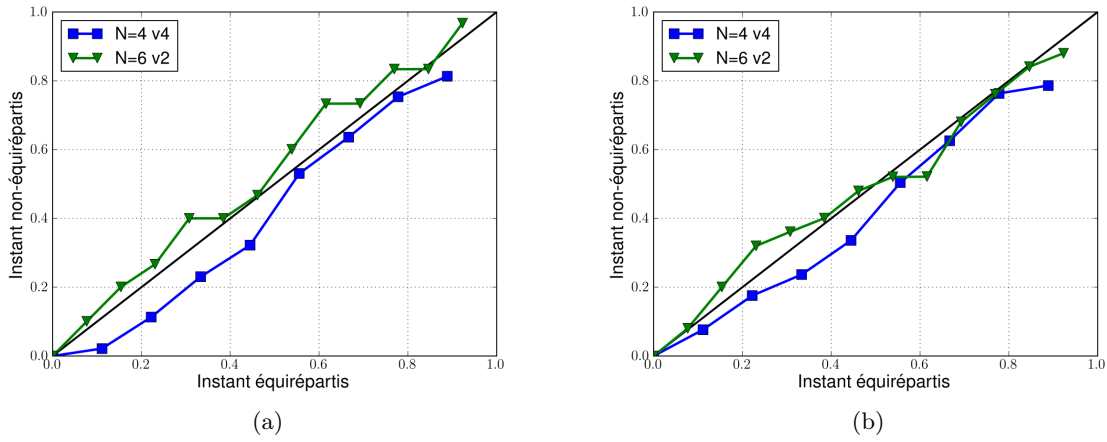 1.0
0.8
0.6
0.4
0.2
0.0
0.0 0.2 0.4 0.6 0.8 1.0
Instant équirépartis
Instant non-équirépartis
N=4 v4
N=6 v2
(a)
1.0
0.8
0.6
0.4
0.2
0.0
0.0 0.2 0.4 0.6 0.8 1.0
Instant équirépartis
Instant non-équirépartis
N=4 v4
N=6 v2
(b)